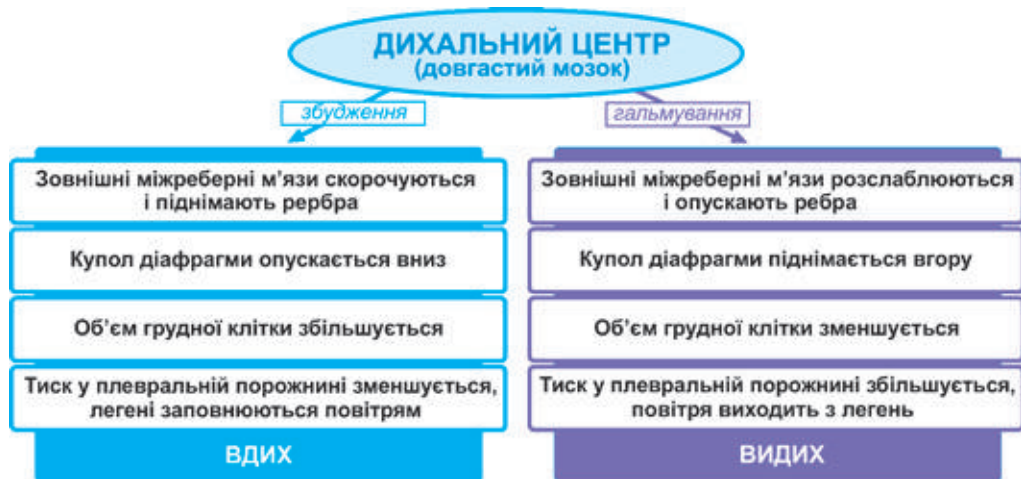 ДИХАЛЬНИЙ ЦЕНТР
(довгастий мозок)
збудження
гальмування
Зовнішні міжреберні м’язи скорочуються
і піднімають рербра
Купол діафрагми опускається вниз
Об’єм грудної клітки збільшується
Тиск у плевральній порожнині зменшується,
легені заповнюються повітрям
ВДИХ
Зовнішні міжреберні м’язи розслаблюються
і опускають ребра
Купол діафрагми піднімається вгору
Об’єм грудної клітки зменшується
Тиск у плевральній порожнині збільшується,
повітря виходить з легень
ВИДИХ